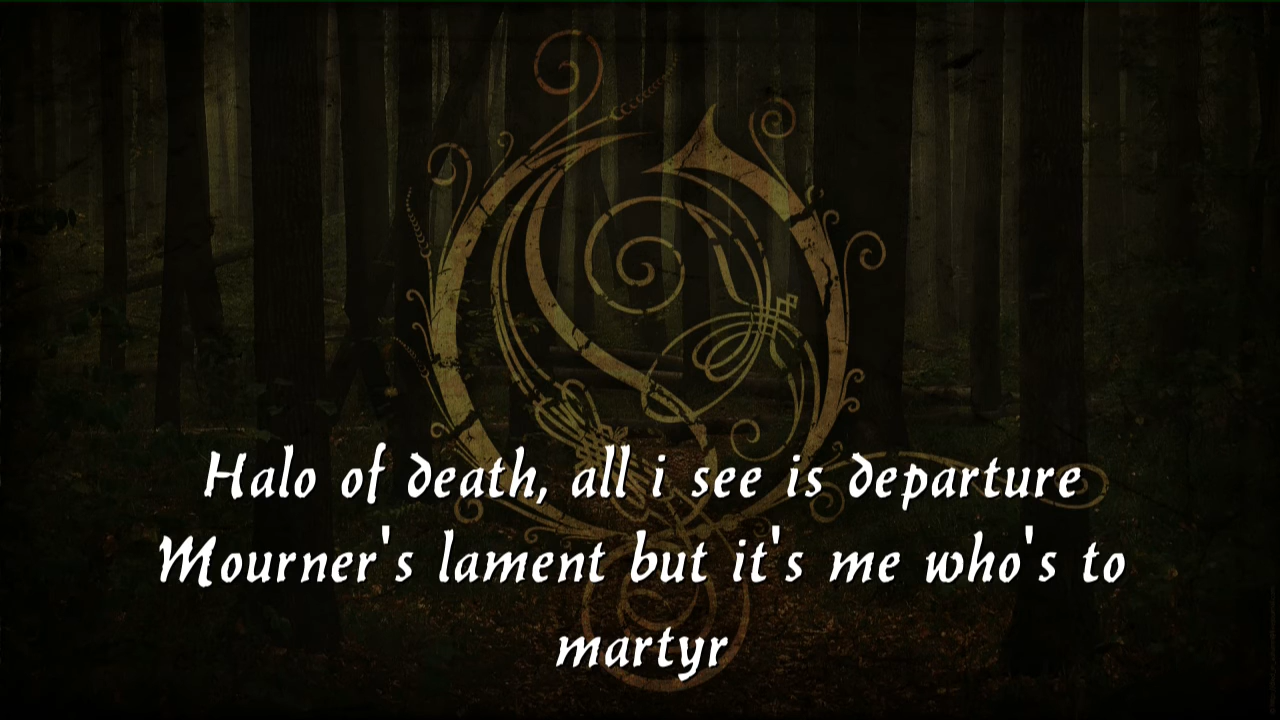 Halo of death, all i see is departure
Mourner's lament but it's me who's to
martyr